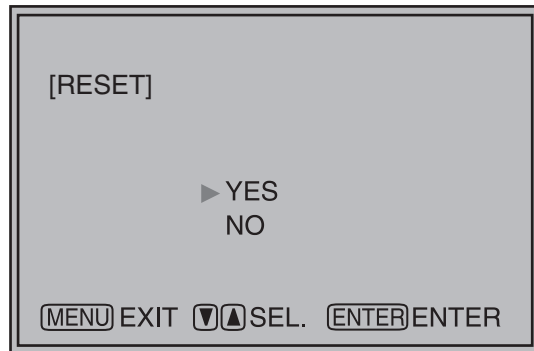 [RESET]
▶ YES
NO
MENU EXIT ▼▲ SEL. ENTER ENTER